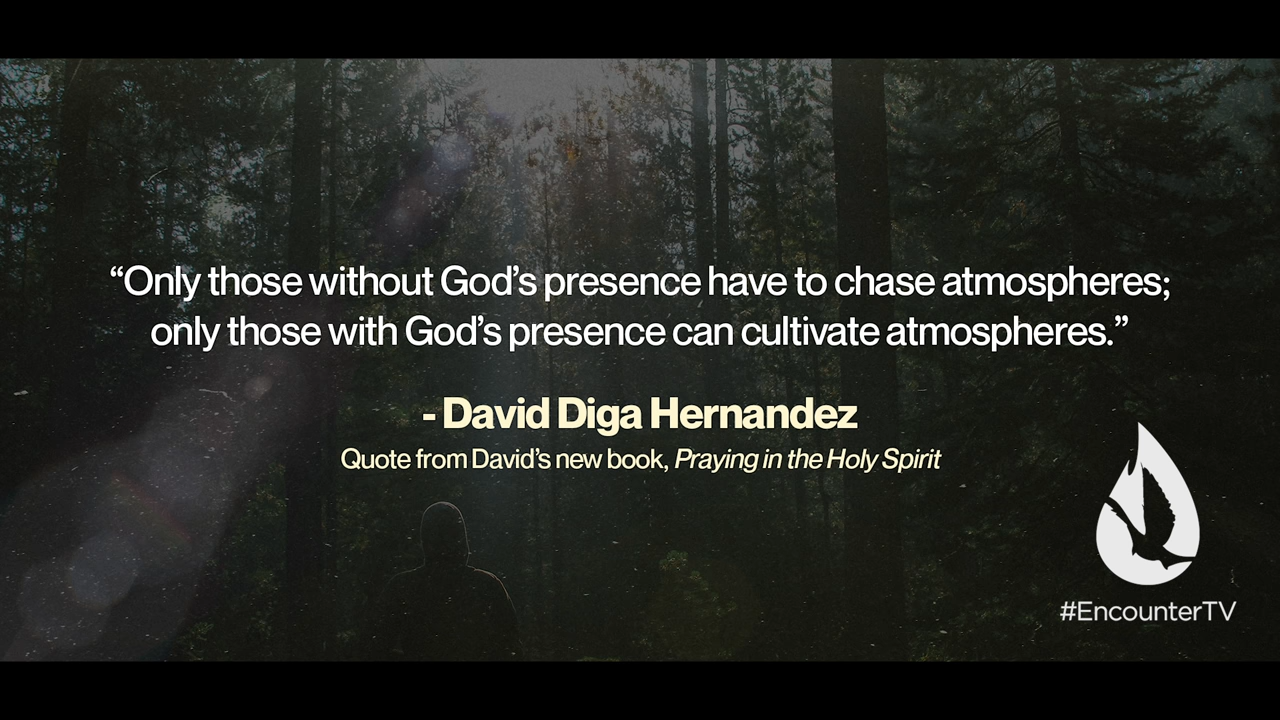 “Only those without God’s presence have to chase atmospheres;
only those with God’s presence can cultivate atmospheres.”
- David Diga Hernandez
Quote from David’s new book, Praying in the Holy Spirit
#EncounterTV